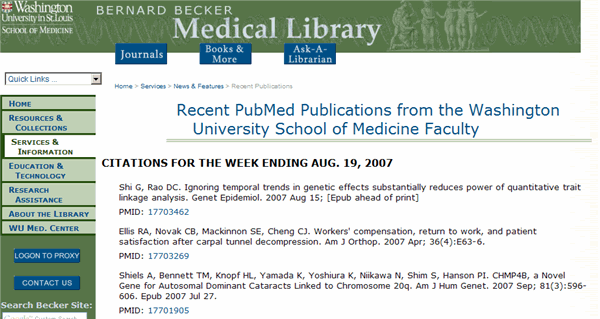 Washington
University in St. Louis
SCHOOL OF MEDICINE
BERNARD BECKER
Medical Library
Journals
Books &
More
Ask-A-
Librarian
Quick Links ...
Home > Services > News & Features > Recent Publications
HOME
RESOURCES &
COLLECTIONS
SERVICES &
INFORMATION
EDUCATION &
TECHNOLOGY
RESEARCH
ASSISTANCE
ABOUT THE LIBRARY
WU MED. CENTER
LOGON TO PROXY
CONTACT US
Search Becker Site:
Recent PubMed Publications from the Washington
University School of Medicine Faculty
CITATIONS FOR THE WEEK ENDING AUG. 19, 2007
Shi G, Rao DC. Ignoring temporal trends in genetic effects substantially reduces power of quantitative trait
linkage analysis. Genet Epidemiol. 2007 Aug 15; [Epub ahead of print]
PMID: 17703462
Ellis RA, Novak CB, Mackinnon SE, Cheng CJ. Workers' compensation, return to work, and patient
satisfaction after carpal tunnel decompression. Am J Orthop. 2007 Apr; 36(4):E63-6.
PMID: 17703269
Shiels A, Bennett TM, Knopf HL, Yamada K, Yoshiura K, Niikawa N, Shim S, Hanson PI. CHMP4B, a Novel
Gene for Autosomal Dominant Cataracts Linked to Chromosome 20q. Am J Hum Genet. 2007 Sep; 81(3):596-
606. Epub 2007 Jul 27.
PMID: 17701905